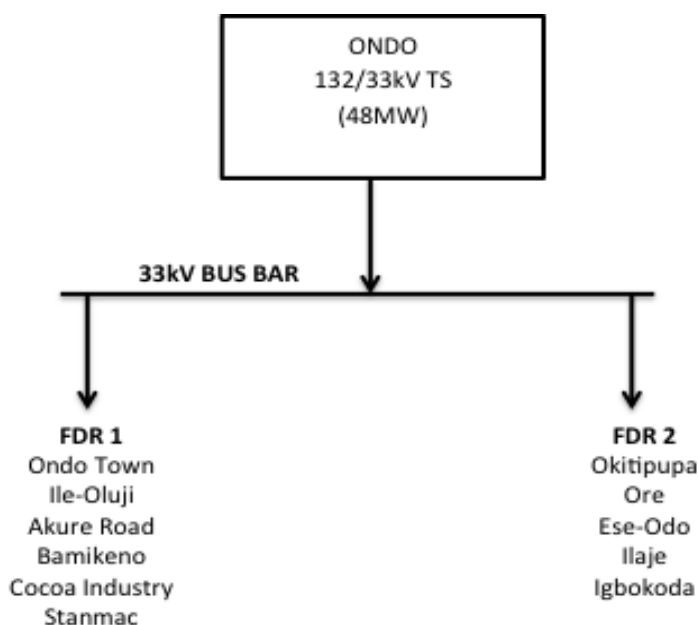 ONDO
132/33kV TS
(48MW)
33kV BUS BAR
FDR 1
Ondo Town
Ile-Oluji
Akure Road
Bamikeno
Cocoa Industry
Stanmac
FDR 2
Okitipupa
Ore
Ese-Odo
Ilaje
Igbokoda